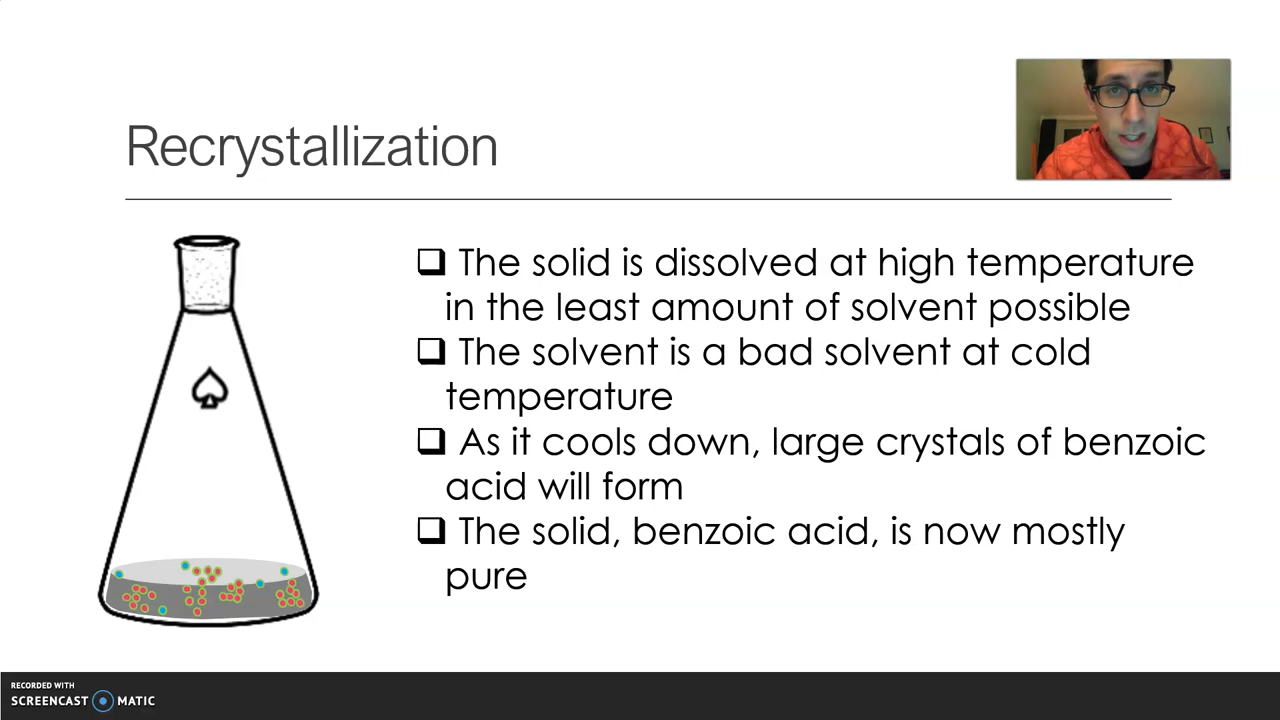 Recrystallization
❑ The solid is dissolved at high temperature
in the least amount of solvent possible
❑ The solvent is a bad solvent at cold
temperature
❑ As it cools down, large crystals of benzoic
acid will form
❑ The solid, benzoic acid, is now mostly
pure
RECORDED WITH
SCREENCAST MATIC